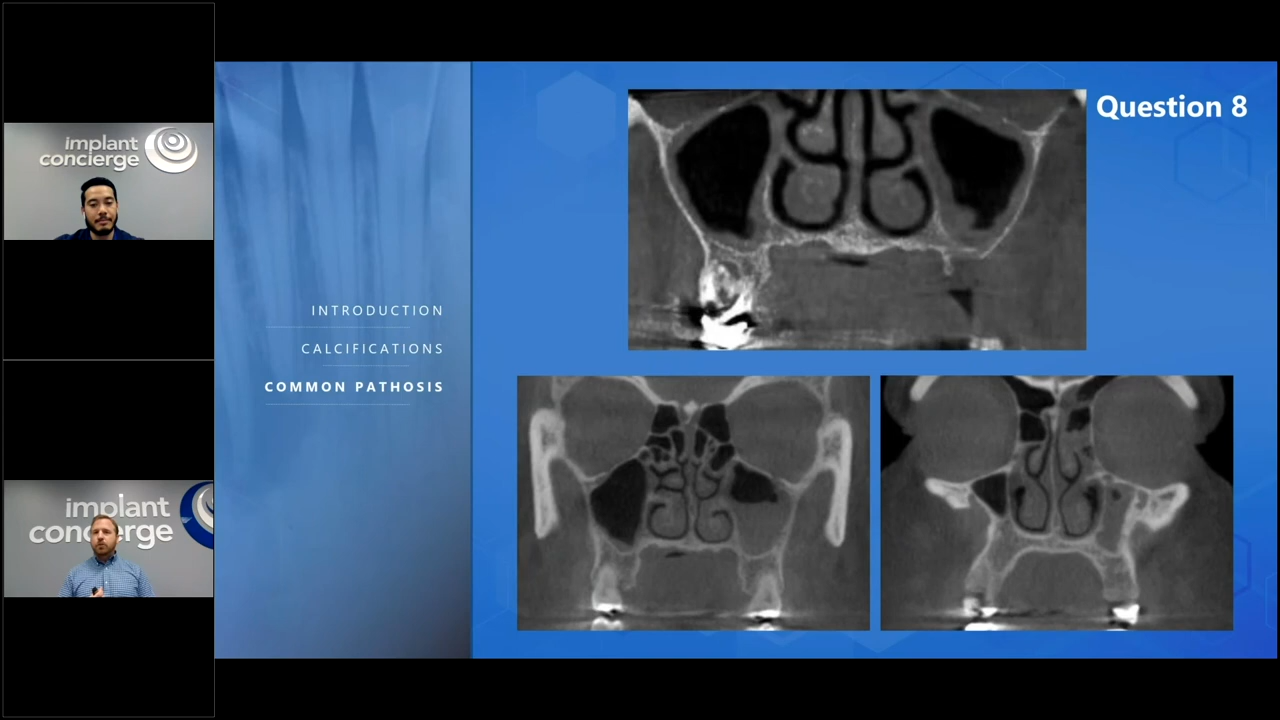 implant
concierge
implant
concierge
INTRODUCTION
CALCIFICATIONS
COMMON PATHOSIS
Question 8